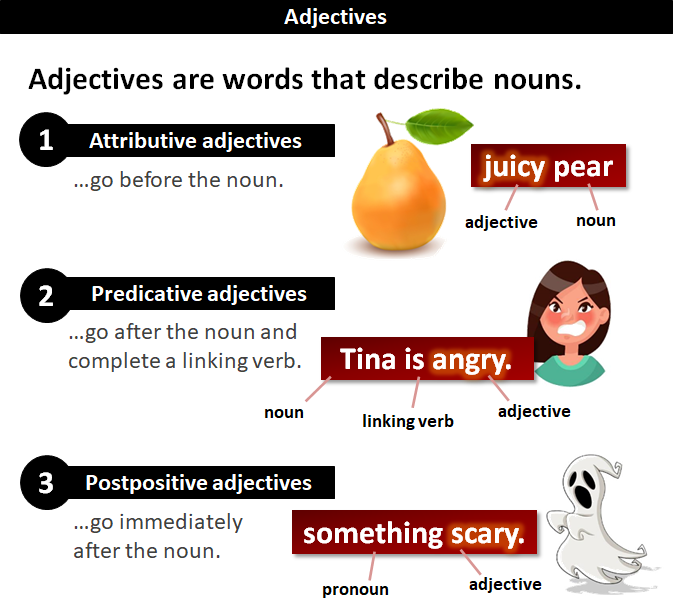 Adjectives
Adjectives are words that describe nouns.
1 Attributive adjectives
...go before the noun.
juicy pear
adjective noun
2 Predicative adjectives
...go after the noun and
complete a linking verb.
Tina is angry.
noun linking verb adjective
3 Postpositive adjectives
...go immediately
after the noun.
something scary.
pronoun adjective